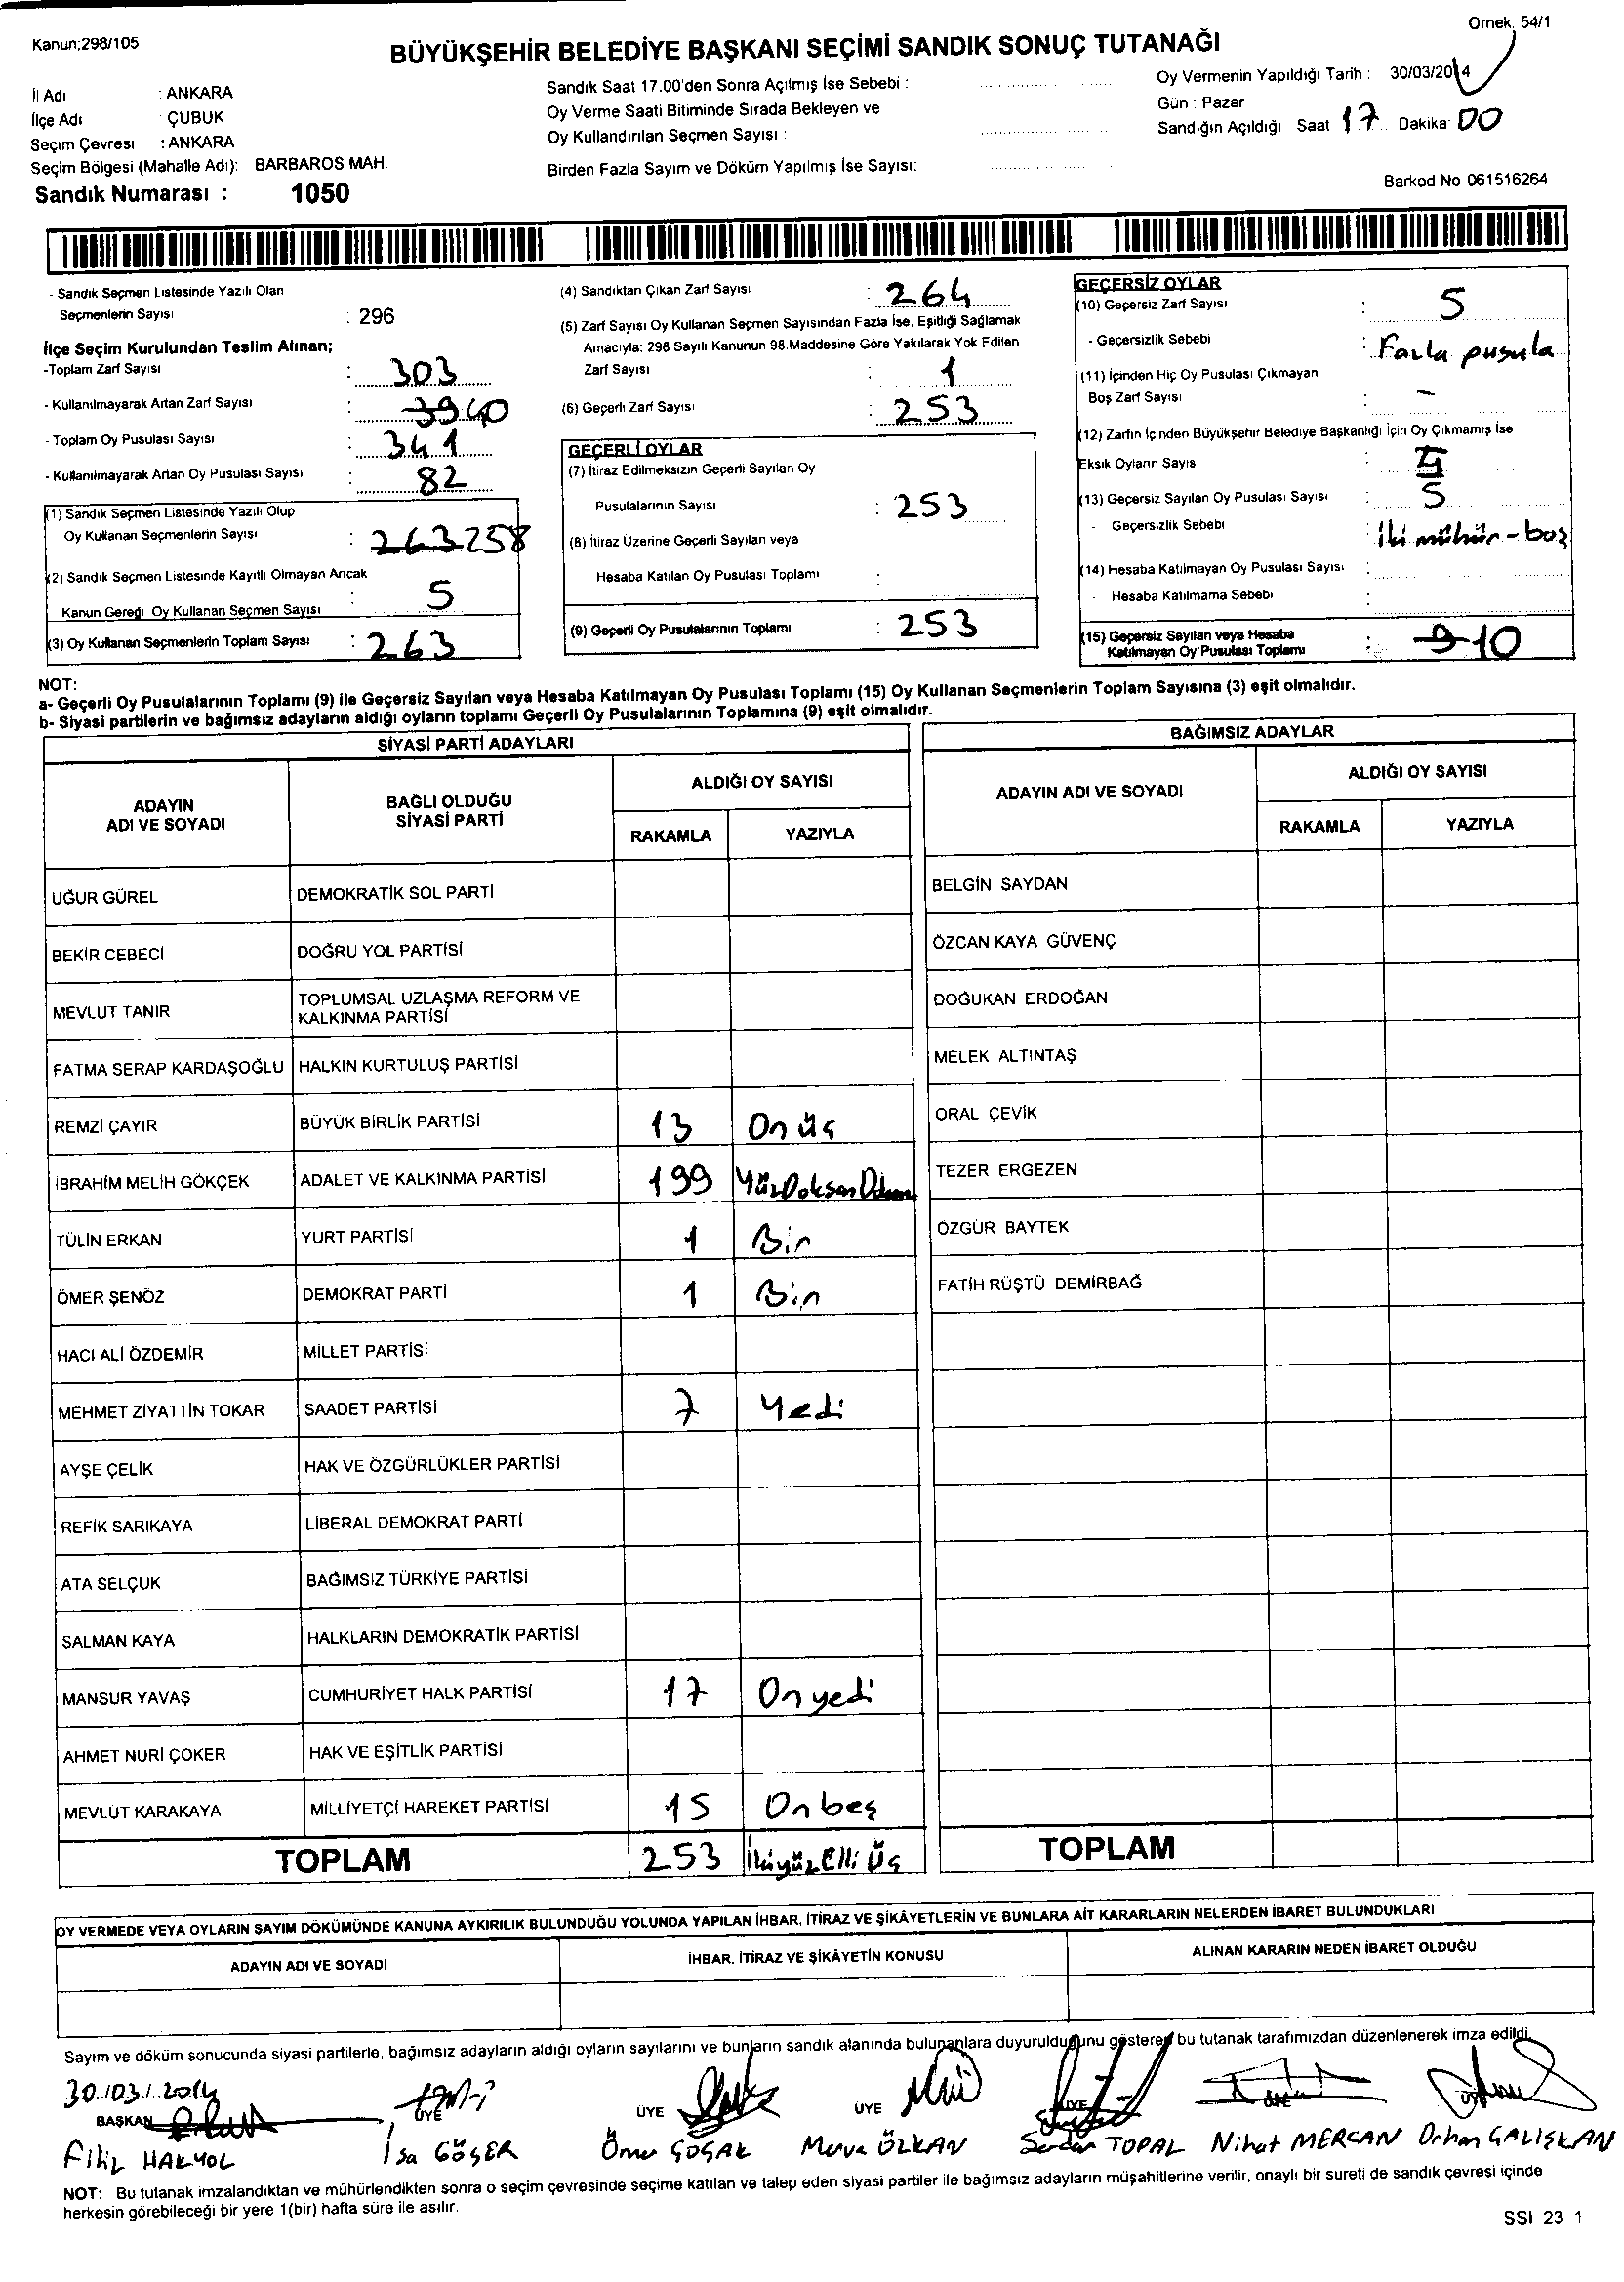 Kanun;298/105
Örnek; 54/1
BÜYÜKŞEHİR BELEDİYE BAŞKANI SEÇİMİ SANDIK SONUÇ TUTANAĞI
İl Adı : ANKARA
İlçe Adı ÇUBUK
Seçim Çevresi : ANKARA
Seçim Bölgesi (Mahalle Adı): BARBAROS MAH.
Sandık Numarası : 1050
Sandık Saat 17.00'den Sonra Açılmış İse Sebebi :
Oy Verme Saati Bitiminde Sırada Bekleyen ve
Oy Kullandırılan Seçmen Sayısı :
Birden Fazla Sayım ve Döküm Yapılmış İse Sayısı:
Oy Vermenin Yapıldığı Tarih : 30/03/2014
Gün : Pazar
Sandığın Açıldığı Saat 17 Dakika 00
Barkod No 061516264
- Sandık Seçmen Listesinde Yazılı Olan
Seçmenlerin Sayısı : 296
İlçe Seçim Kurulundan Teslim Alınan;
-Toplam Zarf Sayısı : 303
- Kullanılmayarak Artan Zarf Sayısı : 39 40
- Toplam Oy Pusulası Sayısı : 341
- Kullanılmayarak Artan Oy Pusulası Sayısı : 82
(1) Sandık Seçmen Listesinde Yazılı Olup
Oy Kullanan Seçmenlerin Sayısı : 263 258
(2) Sandık Seçmen Listesinde Kayıtlı Olmayan Ancak
Kanun Gereği Oy Kullanan Seçmen Sayısı : 5
(3) Oy Kullanan Seçmenlerin Toplam Sayısı : 263
(4) Sandıktan Çıkan Zarf Sayısı : 264
(5) Zarf Sayısı Oy Kullanan Seçmen Sayısından Fazla İse, Eşitliği Sağlamak
Amacıyla: 298 Sayılı Kanunun 98.Maddesine Göre Yakılarak Yok Edilen
Zarf Sayısı : 1
(6) Geçerli Zarf Sayısı : 253
GEÇERLİ OYLAR
(7) İtiraz Edilmeksizin Geçerli Sayılan Oy
Pusulalarının Sayısı : 253
(8) İtiraz Üzerine Geçerli Sayılan veya
Hesaba Katılan Oy Pusulası Toplamı :
(9) Geçerli Oy Pusulalarının Toplamı : 253
GEÇERSİZ OYLAR
(10) Geçersiz Zarf Sayısı : 5
- Geçersizlik Sebebi : Fazla pusula
(11) İçinden Hiç Oy Pusulası Çıkmayan
Boş Zarf Sayısı : -
(12) Zarfın İçinden Büyükşehir Belediye Başkanlığı İçin Oy Çıkmamış İse
Eksik Oyların Sayısı :
(13) Geçersiz Sayılan Oy Pusulası Sayısı : 5
- Geçersizlik Sebebi : iki mühür - boş
(14) Hesaba Katılmayan Oy Pusulası Sayısı :
- Hesaba Katılmama Sebebi :
(15) Geçersiz Sayılan veya Hesaba
Katılmayan Oy Pusulası Toplamı : 9 10
NOT:
a- Geçerli Oy Pusulalarının Toplamı (9) ile Geçersiz Sayılan veya Hesaba Katılmayan Oy Pusulası Toplamı (15) Oy Kullanan Seçmenlerin Toplam Sayısına (3) eşit olmalıdır.
b- Siyasi partilerin ve bağımsız adayların aldığı oyların toplamı Geçerli Oy Pusulalarının Toplamına (9) eşit olmalıdır.
SİYASİ PARTİ ADAYLARI
ADAYIN ADI VE SOYADI BAĞLI OLDUĞU SİYASİ PARTİ ALDIĞI OY SAYISI
RAKAMLA YAZIYLA
UĞUR GÜREL DEMOKRATİK SOL PARTİ
BEKİR CEBECİ DOĞRU YOL PARTİSİ
MEVLUT TANIR TOPLUMSAL UZLAŞMA REFORM VE
KALKINMA PARTİSİ
FATMA SERAP KARDAŞOĞLU HALKIN KURTULUŞ PARTİSİ
REMZİ ÇAYIR BÜYÜK BİRLİK PARTİSİ 13 On üç
İBRAHİM MELİH GÖKÇEK ADALET VE KALKINMA PARTİSİ 199 YüzDoksanDokuz
TÜLİN ERKAN YURT PARTİSİ 1 Bir
ÖMER ŞENÖZ DEMOKRAT PARTİ 1 Bir
HACI ALİ ÖZDEMİR MİLLET PARTİSİ
MEHMET ZİYATTİN TOKAR SAADET PARTİSİ 7 Yedi
AYŞE ÇELİK HAK VE ÖZGÜRLÜKLER PARTİSİ
REFİK SARIKAYA LİBERAL DEMOKRAT PARTİ
ATA SELÇUK BAĞIMSIZ TÜRKİYE PARTİSİ
SALMAN KAYA HALKLARIN DEMOKRATİK PARTİSİ
MANSUR YAVAŞ CUMHURİYET HALK PARTİSİ 17 Onyedi
AHMET NURİ ÇOKER HAK VE EŞİTLİK PARTİSİ
MEVLÜT KARAKAYA MİLLİYETÇİ HAREKET PARTİSİ 15 Onbeş
TOPLAM 253 İkiyüz Elli Üç
BAĞIMSIZ ADAYLAR
ADAYIN ADI VE SOYADI ALDIĞI OY SAYISI
RAKAMLA YAZIYLA
BELGİN SAYDAN
ÖZCAN KAYA GÜVENÇ
DOĞUKAN ERDOĞAN
MELEK ALTINTAŞ
ORAL ÇEVİK
TEZER ERGEZEN
ÖZGÜR BAYTEK
FATİH RÜŞTÜ DEMİRBAĞ
TOPLAM
OY VERMEDE VEYA OYLARIN SAYIM DÖKÜMÜNDE KANUNA AYKIRILIK BULUNDUĞU YOLUNDA YAPILAN İHBAR, İTİRAZ VE ŞİKÂYETLERİN VE BUNLARA AİT KARARLARIN NELERDEN İBARET BULUNDUKLARI
ADAYIN ADI VE SOYADI İHBAR, İTİRAZ VE ŞİKÂYETİN KONUSU ALINAN KARARIN NEDEN İBARET OLDUĞU
Sayım ve döküm sonucunda siyasi partilerle, bağımsız adayların aldığı oyların sayılarını ve bunların sandık alanında bulunanlara duyurulduğunu gösteren bu tutanak tarafımızdan düzenlenerek imza edildi.
30/03/2014
BAŞKAN ÜYE ÜYE ÜYE ÜYE
Filiz HALYOL İsa GÖÇER Ömer ÇOŞAK Merve ÖZKAN Serdar TOPAL Nihat MERCAN Orhan ÇALIŞKAN
NOT: Bu tutanak imzalandıktan ve mühürlendikten sonra o seçim çevresinde seçime katılan ve talep eden siyasi partiler ile bağımsız adayların müşahitlerine verilir, onaylı bir sureti de sandık çevresi içinde
herkesin görebileceği bir yere 1(bir) hafta süre ile asılır.
SSI 23 1